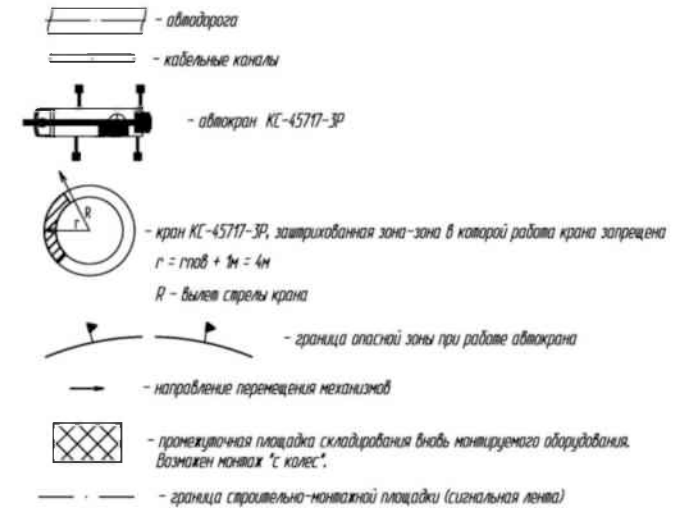 - автодорога
- кабельные каналы
- автокран КС-45717-3Р
R
r
- кран КС-45717-3Р, заштрихованная зона-зона в которой работа крана запрещена
r = rпов + 1м = 4м
R - вылет стрелы крана
- граница опасной зоны при работе автокрана
- направление перемещения механизмов
- промежуточная площадка складирования вновь монтируемого оборудования.
Возможен монтаж "с колес".
- граница строительно-монтажной площадки (сигнальная лента)